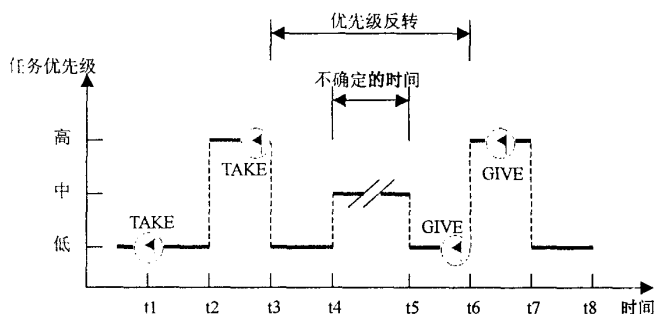 优先级反转
任务优先级
不确定的时间
高
TAKE
GIVE
中
TAKE
GIVE
低
t1 t2 t3 t4 t5 t6 t7 t8 时间